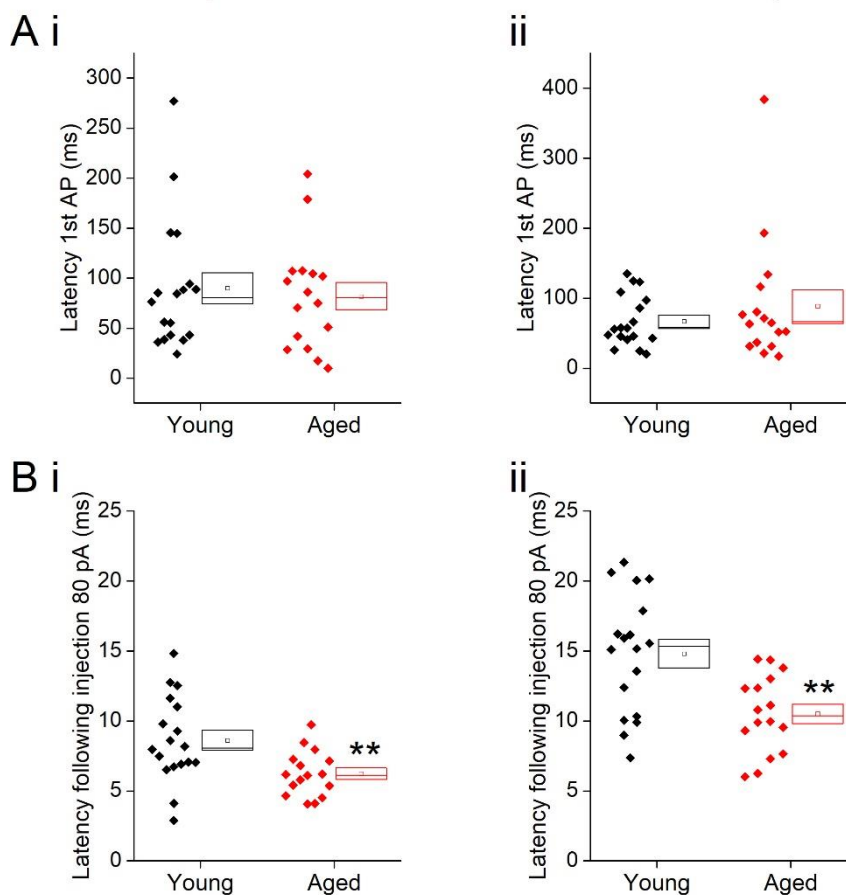 A i
ii
Latency 1st AP (ms)
300
250
200
150
100
50
0
Young Aged
Latency 1st AP (ms)
400
300
200
100
0
Young Aged
B i
ii
Latency following injection 80 pA (ms)
25
20
15
10
5
0
**
Young Aged
Latency following injection 80 pA (ms)
25
20
15
10
5
0
**
Young Aged